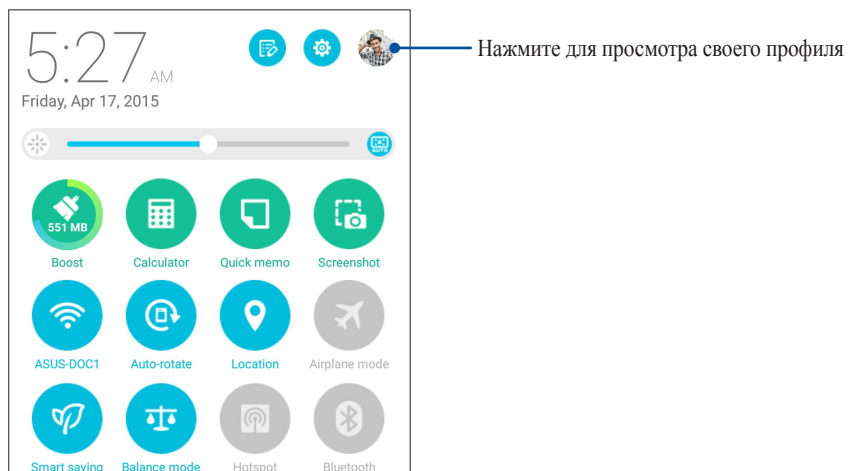 5:27 AM
Нажмите для просмотра своего профиля
Friday, Apr 17, 2015
AUTO
551 MB
Boost Calculator Quick memo Screenshot
ASUS-DOC1 Auto-rotate Location Airplane mode
Smart saving Balance mode Hotspot Bluetooth